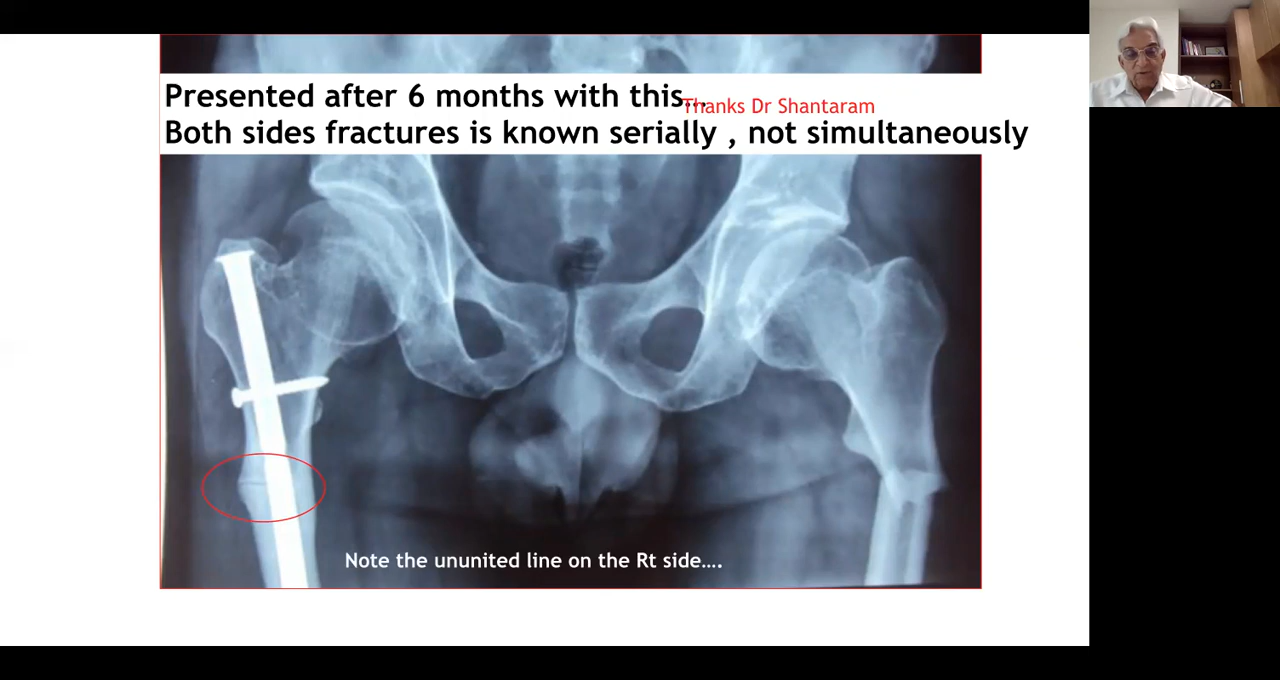 Presented after 6 months with this...
Thanks Dr Shantaram
Both sides fractures is known serially , not simultaneously
Note the ununited line on the Rt side....